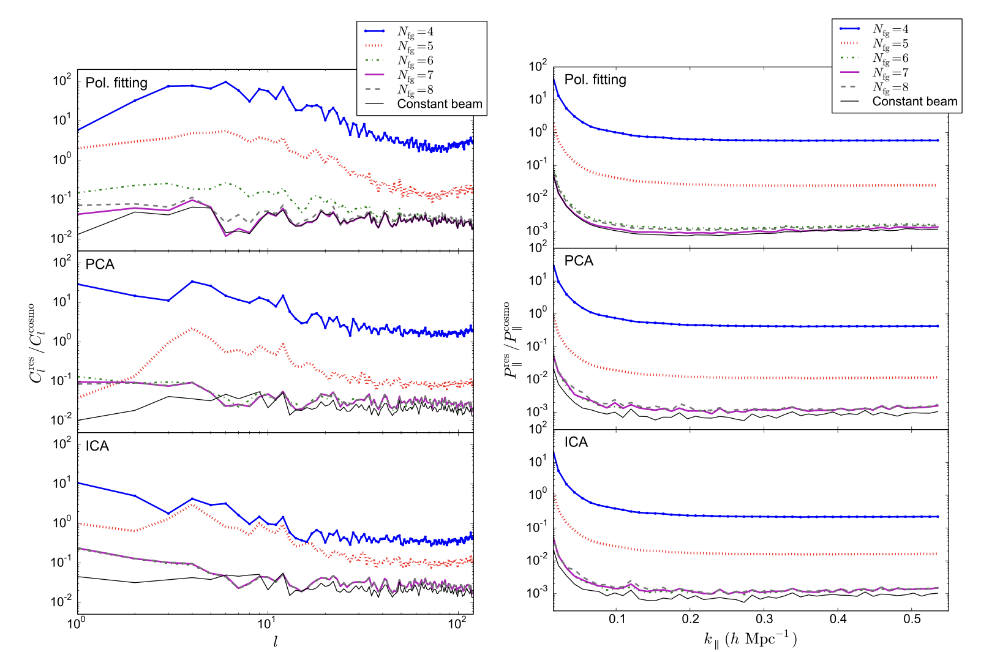 N_fg=4
N_fg=5
N_fg=6
N_fg=7
N_fg=8
Constant beam
Pol. fitting
10^2
10^1
10^0
10^-1
10^-2
PCA
10^2
10^1
10^0
10^-1
10^-2
ICA
10^2
10^1
10^0
10^-1
10^-2
C_l^res / C_l^cosmo
10^0 10^1 10^2
l
N_fg=4
N_fg=5
N_fg=6
N_fg=7
N_fg=8
Constant beam
Pol. fitting
10^2
10^1
10^0
10^-1
10^-2
10^-3
PCA
10^2
10^1
10^0
10^-1
10^-2
10^-3
ICA
10^2
10^1
10^0
10^-1
10^-2
10^-3
P_∥^res / P_∥^cosmo
0.1 0.2 0.3 0.4 0.5
k_∥ (h Mpc^−1)